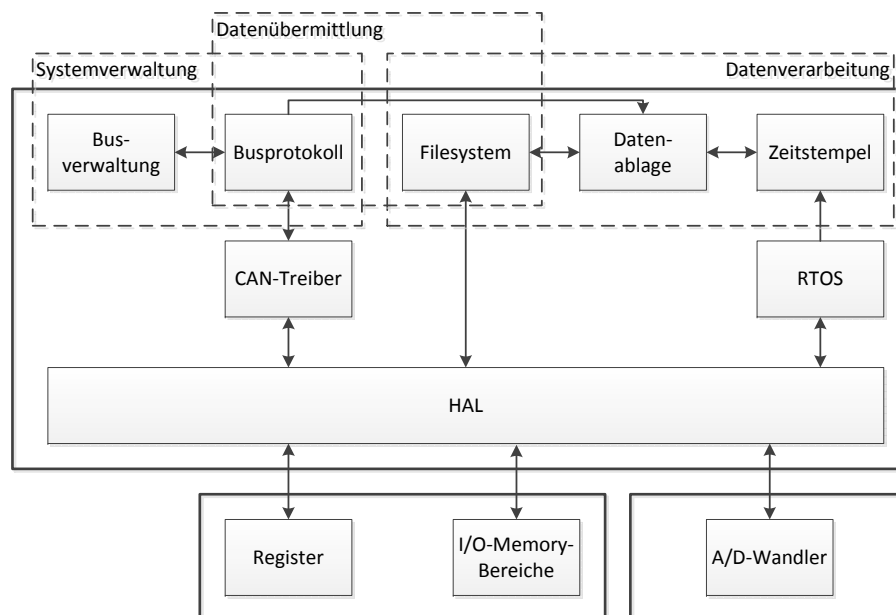 Datenübermittlung
Systemverwaltung
Datenverarbeitung
Bus-
verwaltung
Busprotokoll
Filesystem
Daten-
ablage
Zeitstempel
CAN-Treiber
RTOS
HAL
Register
I/O-Memory-
Bereiche
A/D-Wandler